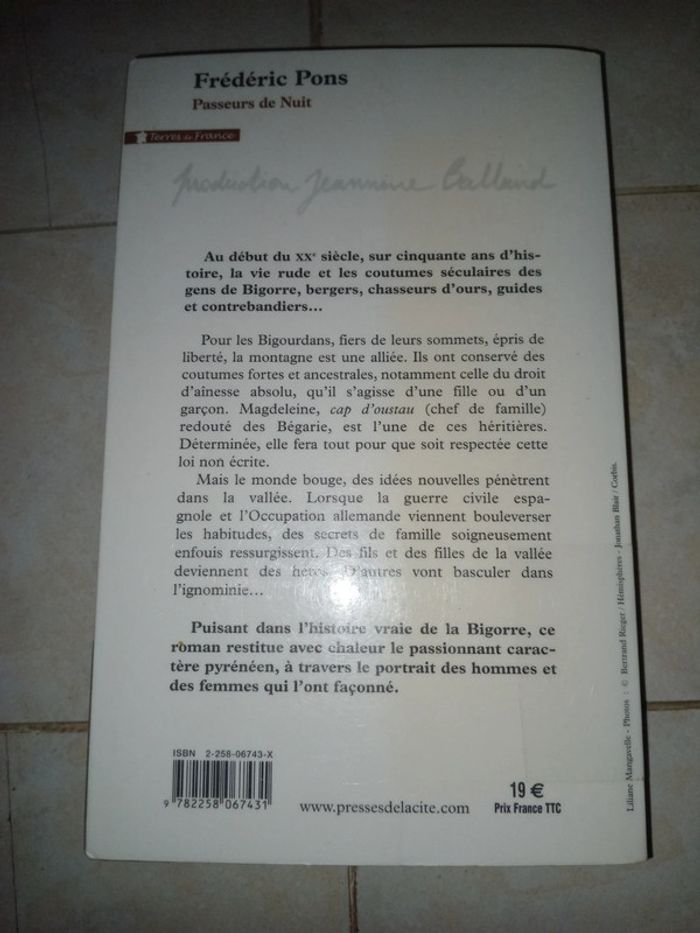 Frédéric Pons
Passeurs de Nuit
Terres de France
production Jeannine Balland
Au début du XXe siècle, sur cinquante ans d'his-
toire, la vie rude et les coutumes séculaires des
gens de Bigorre, bergers, chasseurs d'ours, guides
et contrebandiers...
Pour les Bigourdans, fiers de leurs sommets, épris de
liberté, la montagne est une alliée. Ils ont conservé des
coutumes fortes et ancestrales, notamment celle du droit
d'aînesse absolu, qu'il s'agisse d'une fille ou d'un
garçon. Magdeleine, cap d'oustau (chef de famille)
redouté des Bégarie, est l'une de ces héritières.
Déterminée, elle fera tout pour que soit respectée cette
loi non écrite.
Mais le monde bouge, des idées nouvelles pénètrent
dans la vallée. Lorsque la guerre civile espa-
gnole et l'Occupation allemande viennent bouleverser
les habitudes, des secrets de famille soigneusement
enfouis ressurgissent. Des fils et des filles de la vallée
deviennent des héros. D'autres vont basculer dans
l'ignominie...
Puisant dans l'histoire vraie de la Bigorre, ce
roman restitue avec chaleur le passionnant carac-
tère pyrénéen, à travers le portrait des hommes et
des femmes qui l'ont façonné.
ISBN 2-258-06743-X
9 782258 067431
www.pressesdelacite.com
19 €
Prix France TTC
Liliane Mangavelle - Photos : © Bertrand Rieger / Hémisphères - Jonathan Blair / Corbis.